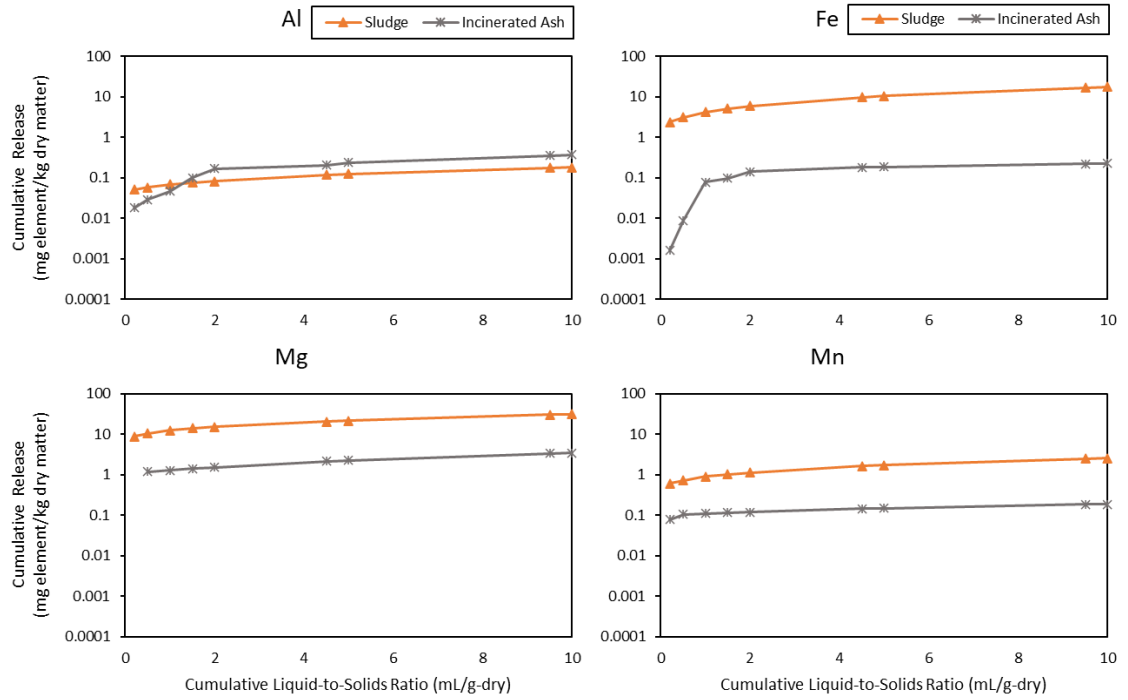 Al
Sludge Incinerated Ash
Fe
Sludge Incinerated Ash
Cumulative Release
(mg element/kg dry matter
100
10
1
0.1
0.01
0.001
0.0001
0 2 4 6 8 10
100
10
1
0.1
0.01
0.001
0.0001
0 2 4 6 8 10
Mg
Mn
Cumulative Release
(mg element/kg dry matter
100
10
1
0.1
0.01
0.001
0.0001
0 2 4 6 8 10
Cumulative Liquid-to-Solids Ratio (mL/g-dry)
100
10
1
0.1
0.01
0.001
0.0001
0 2 4 6 8 10
Cumulative Liquid-to-Solids Ratio (mL/g-dry)